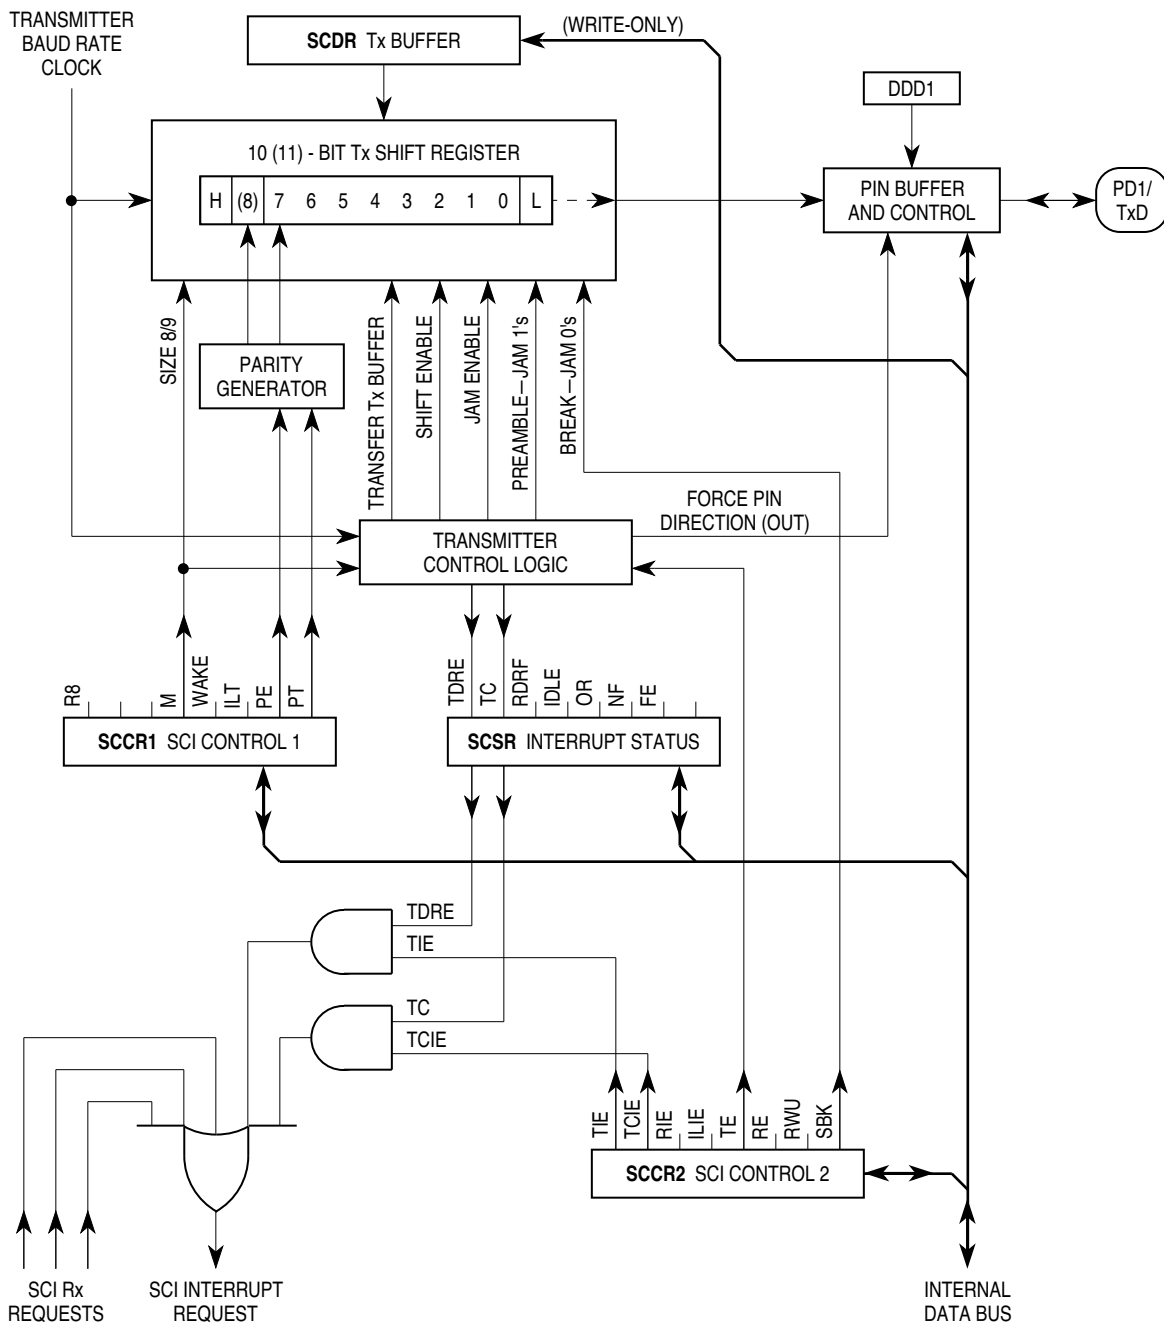 TRANSMITTER
BAUD RATE
CLOCK
SCDR Tx BUFFER
(WRITE-ONLY)
DDD1
10 (11) - BIT Tx SHIFT REGISTER
H (8) 7 6 5 4 3 2 1 0 L
PIN BUFFER
AND CONTROL
PD1/
TxD
SIZE 8/9
PARITY
GENERATOR
TRANSFER Tx BUFFER
SHIFT ENABLE
JAM ENABLE
PREAMBLE—JAM 1's
BREAK—JAM 0's
FORCE PIN
DIRECTION (OUT)
TRANSMITTER
CONTROL LOGIC
R8
M
WAKE
ILT
PE
PT
SCCR1 SCI CONTROL 1
TDRE
TC
RDRF
IDLE
OR
NF
FE
SCSR INTERRUPT STATUS
TDRE
TIE
TC
TCIE
TIE
TCIE
RIE
ILIE
TE
RE
RWU
SBK
SCCR2 SCI CONTROL 2
SCI Rx
REQUESTS
SCI INTERRUPT
REQUEST
INTERNAL
DATA BUS